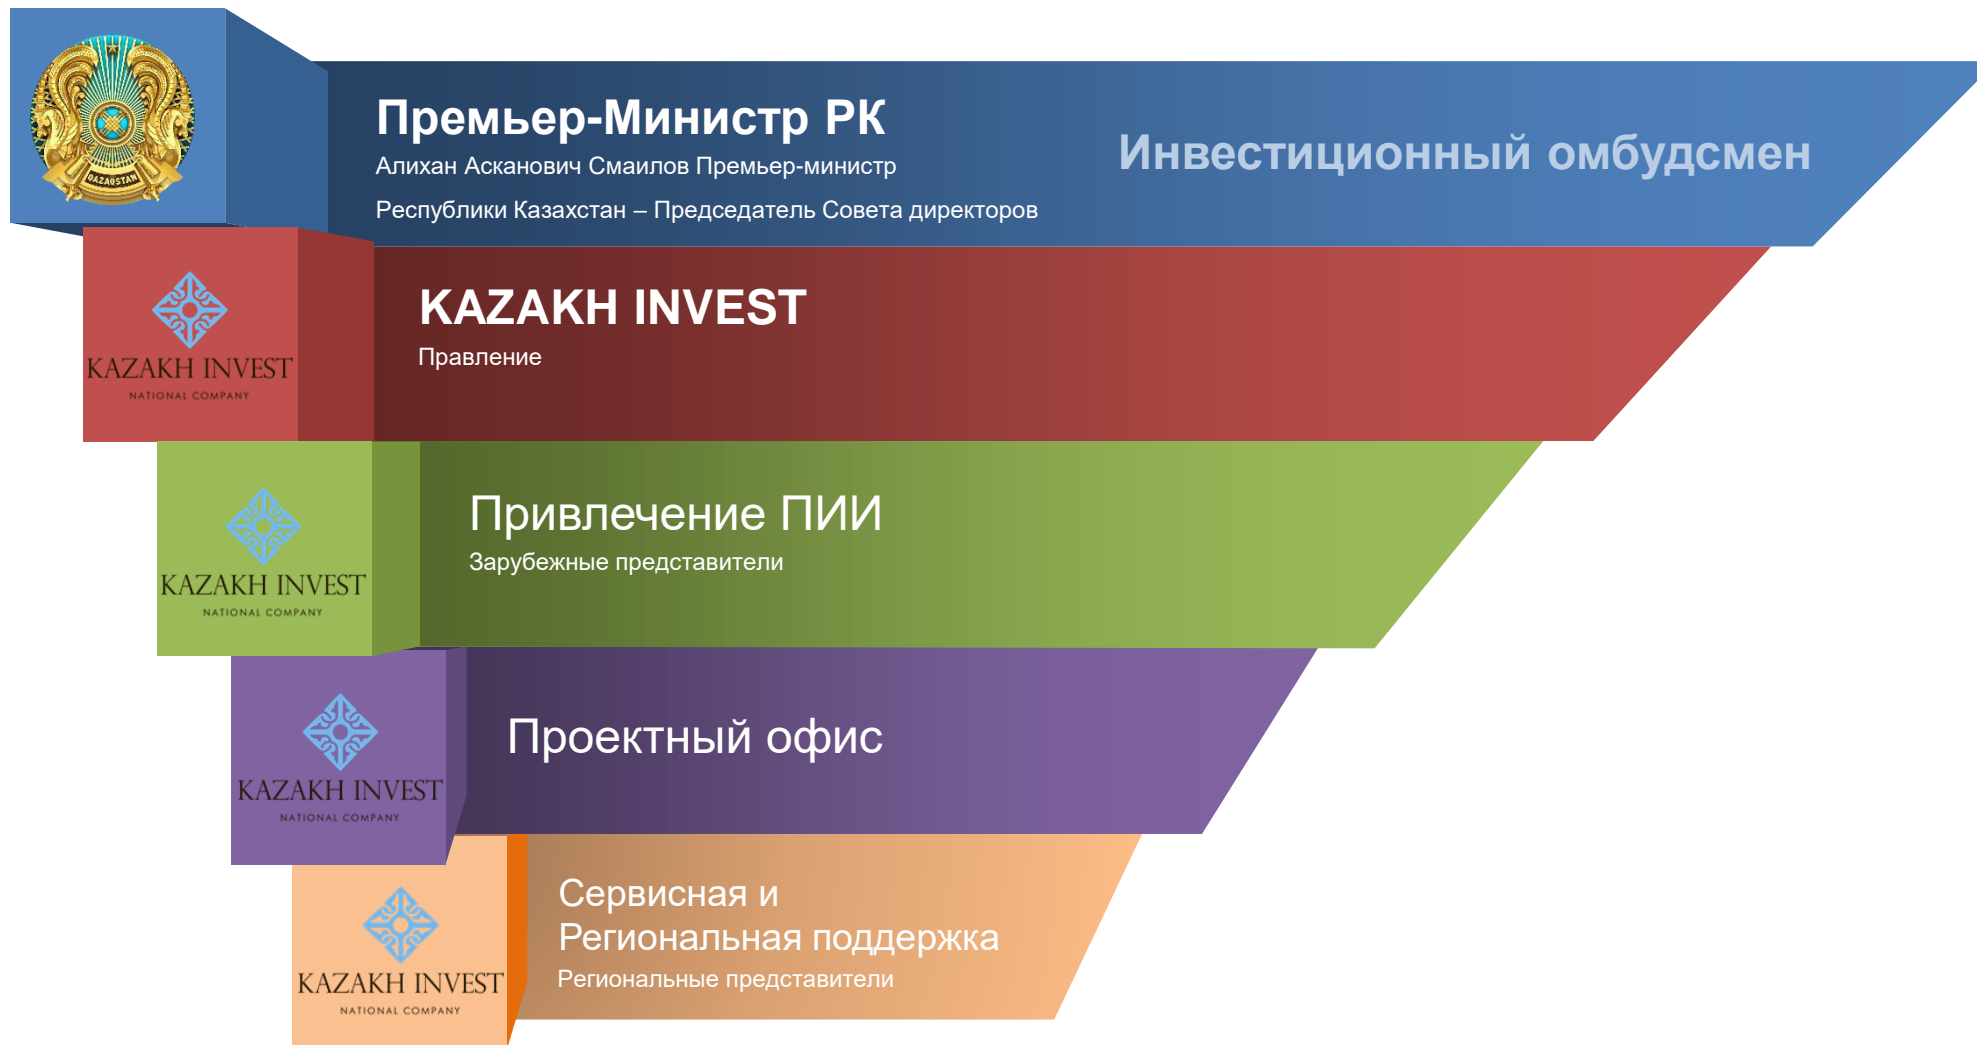 QAZAQSTAN
Премьер-Министр РК
Алихан Асканович Смаилов Премьер-министр
Республики Казахстан – Председатель Совета директоров
Инвестиционный омбудсмен
KAZAKH INVEST
NATIONAL COMPANY
KAZAKH INVEST
Правление
KAZAKH INVEST
NATIONAL COMPANY
Привлечение ПИИ
Зарубежные представители
KAZAKH INVEST
NATIONAL COMPANY
Проектный офис
KAZAKH INVEST
NATIONAL COMPANY
Сервисная и
Региональная поддержка
Региональные представители